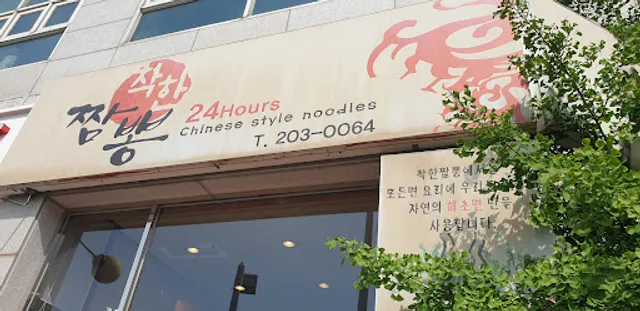 착한
짬뽕
24Hours
Chinese style noodles
T. 203-0064
착한짬뽕에서
모든면 요리에 우리
자연의 해초면 만을
사용합니다